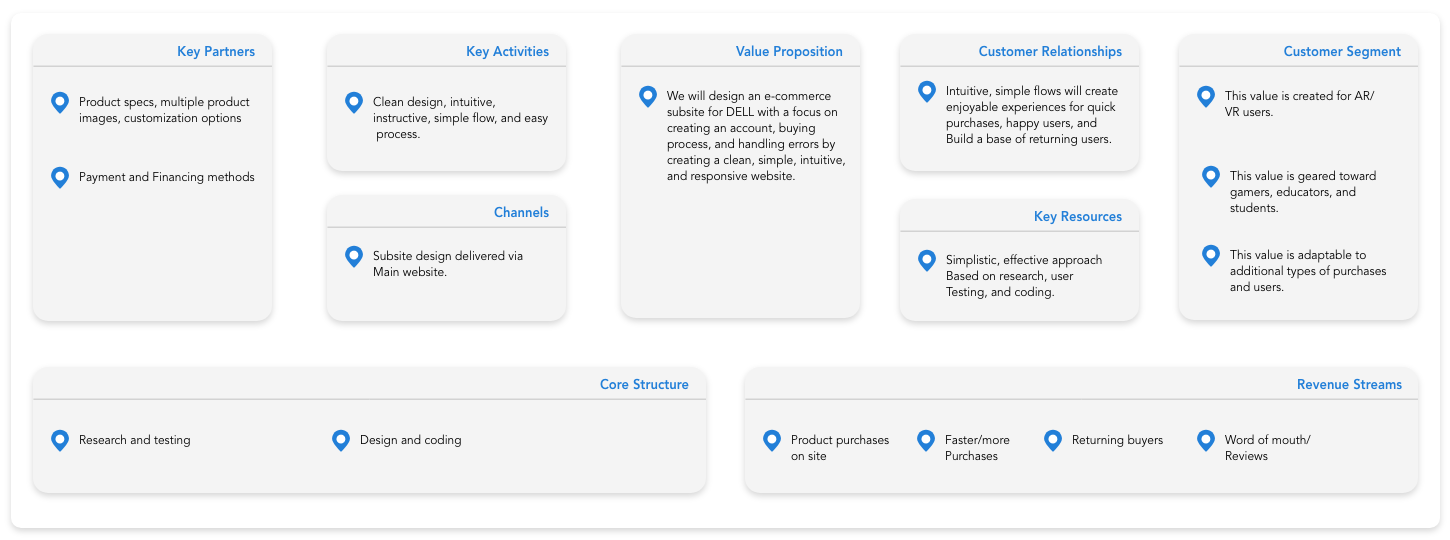 Key Partners
Product specs, multiple product
images, customization options
Payment and Financing methods
Key Activities
Clean design, intuitive,
instructive, simple flow, and easy
process.
Channels
Subsite design delivered via
Main website.
Value Proposition
We will design an e-commerce
subsite for DELL with a focus on
creating an account, buying
process, and handling errors by
creating a clean, simple, intuitive,
and responsive website.
Customer Relationships
Intuitive, simple flows will create
enjoyable experiences for quick
purchases, happy users, and
Build a base of returning users.
Key Resources
Simplistic, effective approach
Based on research, user
Testing, and coding.
Customer Segment
This value is created for AR/
VR users.
This value is geared toward
gamers, educators, and
students.
This value is adaptable to
additional types of purchases
and users.
Core Structure
Research and testing
Design and coding
Revenue Streams
Product purchases
on site
Faster/more
Purchases
Returning buyers
Word of mouth/
Reviews